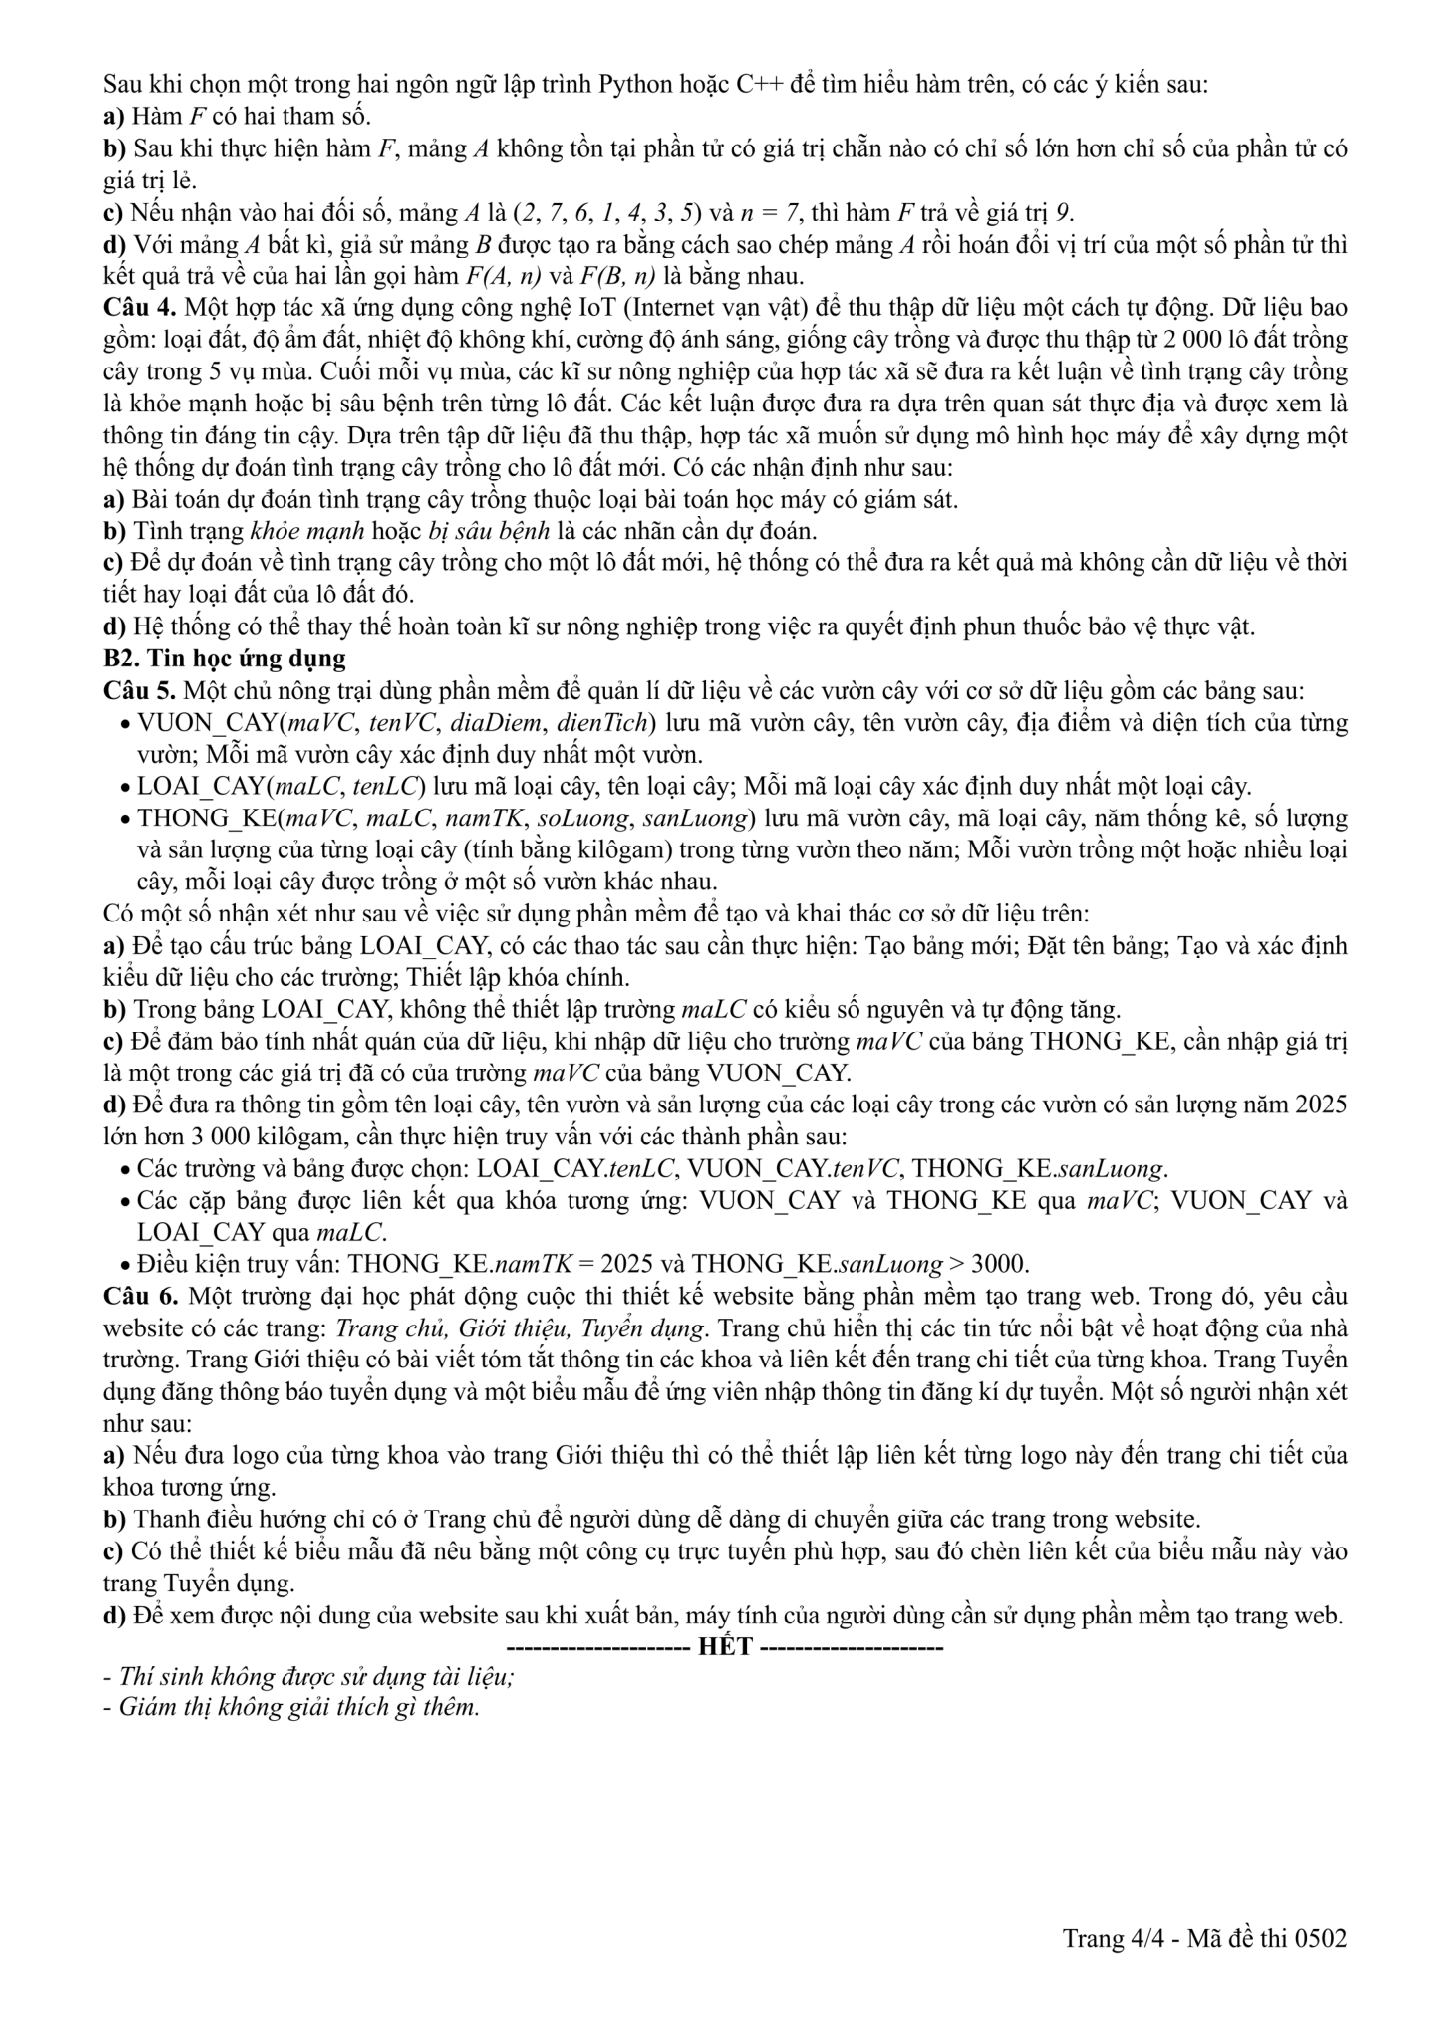 Sau khi chọn một trong hai ngôn ngữ lập trình Python hoặc C++ để tìm hiểu hàm trên, có các ý kiến sau:
a) Hàm F có hai tham số.
b) Sau khi thực hiện hàm F, mảng A không tồn tại phần tử có giá trị chẵn nào có chỉ số lớn hơn chỉ số của phần tử có
giá trị lẻ.
c) Nếu nhận vào hai đối số, mảng A là (2, 7, 6, 1, 4, 3, 5) và n = 7, thì hàm F trả về giá trị 9.
d) Với mảng A bất kì, giả sử mảng B được tạo ra bằng cách sao chép mảng A rồi hoán đổi vị trí của một số phần tử thì
kết quả trả về của hai lần gọi hàm F(A, n) và F(B, n) là bằng nhau.
Câu 4. Một hợp tác xã ứng dụng công nghệ IoT (Internet vạn vật) để thu thập dữ liệu một cách tự động. Dữ liệu bao
gồm: loại đất, độ ẩm đất, nhiệt độ không khí, cường độ ánh sáng, giống cây trồng và được thu thập từ 2 000 lô đất trồng
cây trong 5 vụ mùa. Cuối mỗi vụ mùa, các kĩ sư nông nghiệp của hợp tác xã sẽ đưa ra kết luận về tình trạng cây trồng
là khỏe mạnh hoặc bị sâu bệnh trên từng lô đất. Các kết luận được đưa ra dựa trên quan sát thực địa và được xem là
thông tin đáng tin cậy. Dựa trên tập dữ liệu đã thu thập, hợp tác xã muốn sử dụng mô hình học máy để xây dựng một
hệ thống dự đoán tình trạng cây trồng cho lô đất mới. Có các nhận định như sau:
a) Bài toán dự đoán tình trạng cây trồng thuộc loại bài toán học máy có giám sát.
b) Tình trạng khỏe mạnh hoặc bị sâu bệnh là các nhãn cần dự đoán.
c) Để dự đoán về tình trạng cây trồng cho một lô đất mới, hệ thống có thể đưa ra kết quả mà không cần dữ liệu về thời
tiết hay loại đất của lô đất đó.
d) Hệ thống có thể thay thế hoàn toàn kĩ sư nông nghiệp trong việc ra quyết định phun thuốc bảo vệ thực vật.
B2. Tin học ứng dụng
Câu 5. Một chủ nông trại dùng phần mềm để quản lí dữ liệu về các vườn cây với cơ sở dữ liệu gồm các bảng sau:
• VUON_CAY(maVC, tenVC, diaDiem, dienTich) lưu mã vườn cây, tên vườn cây, địa điểm và diện tích của từng
vườn; Mỗi mã vườn cây xác định duy nhất một vườn.
• LOAI_CAY(maLC, tenLC) lưu mã loại cây, tên loại cây; Mỗi mã loại cây xác định duy nhất một loại cây.
• THONG_KE(maVC, maLC, namTK, soLuong, sanLuong) lưu mã vườn cây, mã loại cây, năm thống kê, số lượng
và sản lượng của từng loại cây (tính bằng kilôgam) trong từng vườn theo năm; Mỗi vườn trồng một hoặc nhiều loại
cây, mỗi loại cây được trồng ở một số vườn khác nhau.
Có một số nhận xét như sau về việc sử dụng phần mềm để tạo và khai thác cơ sở dữ liệu trên:
a) Để tạo cấu trúc bảng LOAI_CAY, có các thao tác sau cần thực hiện: Tạo bảng mới; Đặt tên bảng; Tạo và xác định
kiểu dữ liệu cho các trường; Thiết lập khóa chính.
b) Trong bảng LOAI_CAY, không thể thiết lập trường maLC có kiểu số nguyên và tự động tăng.
c) Để đảm bảo tính nhất quán của dữ liệu, khi nhập dữ liệu cho trường maVC của bảng THONG_KE, cần nhập giá trị
là một trong các giá trị đã có của trường maVC của bảng VUON_CAY.
d) Để đưa ra thông tin gồm tên loại cây, tên vườn và sản lượng của các loại cây trong các vườn có sản lượng năm 2025
lớn hơn 3 000 kilôgam, cần thực hiện truy vấn với các thành phần sau:
• Các trường và bảng được chọn: LOAI_CAY.tenLC, VUON_CAY.tenVC, THONG_KE.sanLuong.
• Các cặp bảng được liên kết qua khóa tương ứng: VUON_CAY và THONG_KE qua maVC; VUON_CAY và
LOAI_CAY qua maLC.
• Điều kiện truy vấn: THONG_KE.namTK = 2025 và THONG_KE.sanLuong > 3000.
Câu 6. Một trường đại học phát động cuộc thi thiết kế website bằng phần mềm tạo trang web. Trong đó, yêu cầu
website có các trang: Trang chủ, Giới thiệu, Tuyển dụng. Trang chủ hiển thị các tin tức nổi bật về hoạt động của nhà
trường. Trang Giới thiệu có bài viết tóm tắt thông tin các khoa và liên kết đến trang chi tiết của từng khoa. Trang Tuyển
dụng đăng thông báo tuyển dụng và một biểu mẫu để ứng viên nhập thông tin đăng kí dự tuyển. Một số người nhận xét
như sau:
a) Nếu đưa logo của từng khoa vào trang Giới thiệu thì có thể thiết lập liên kết từng logo này đến trang chi tiết của
khoa tương ứng.
b) Thanh điều hướng chỉ có ở Trang chủ để người dùng dễ dàng di chuyển giữa các trang trong website.
c) Có thể thiết kế biểu mẫu đã nêu bằng một công cụ trực tuyến phù hợp, sau đó chèn liên kết của biểu mẫu này vào
trang Tuyển dụng.
d) Để xem được nội dung của website sau khi xuất bản, máy tính của người dùng cần sử dụng phần mềm tạo trang web.
--------------------- HẾT ---------------------
- Thí sinh không được sử dụng tài liệu;
- Giám thị không giải thích gì thêm.
Trang 4/4 - Mã đề thi 0502